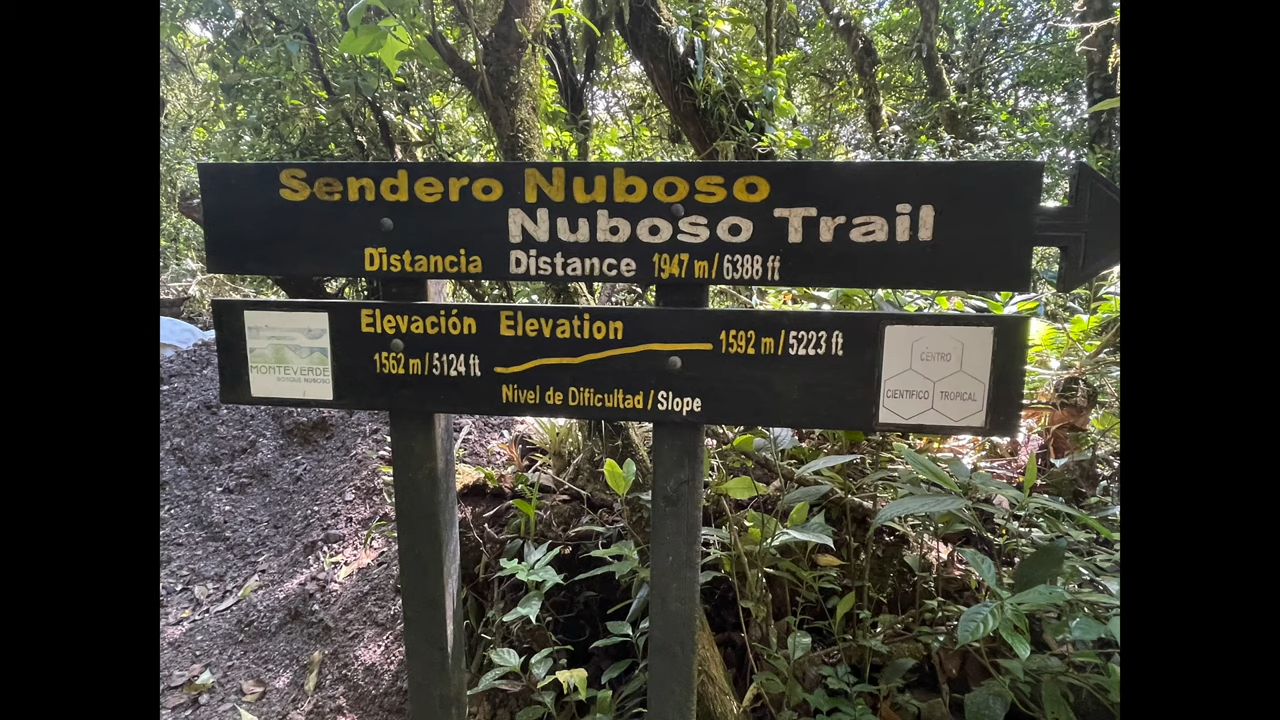 Sendero Nuboso
Nuboso Trail
Distancia Distance 1947 m/6388 ft
Elevación Elevation
1562 m/5124 ft
1592 m/5223 ft
Nivel de Dificultad/Slope
MONTEVERDE
BOSQUE NUBOSO
CENTRO
CIENTIFICO TROPICAL